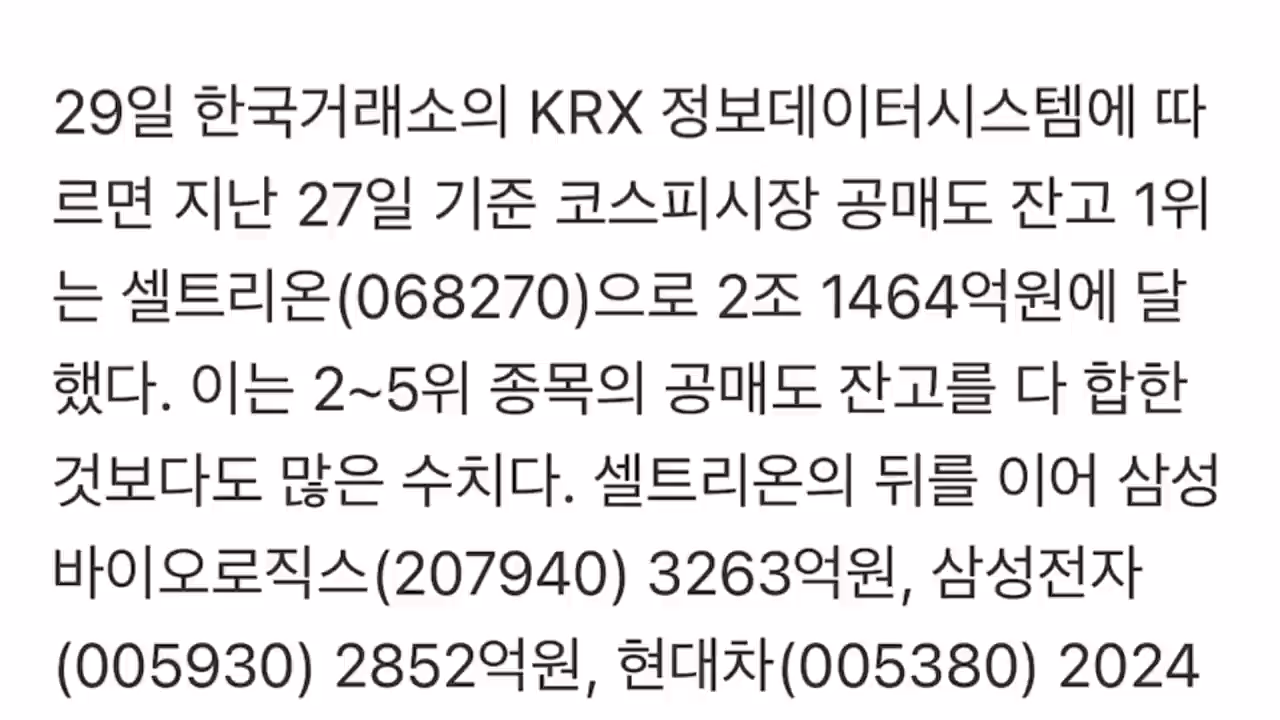 29일 한국거래소의 KRX 정보데이터시스템에 따
르면 지난 27일 기준 코스피시장 공매도 잔고 1위
는 셀트리온(068270)으로 2조 1464억원에 달
했다. 이는 2~5위 종목의 공매도 잔고를 다 합한
것보다도 많은 수치다. 셀트리온의 뒤를 이어 삼성
바이오로직스(207940) 3263억원, 삼성전자
(005930) 2852억원, 현대차(005380) 2024